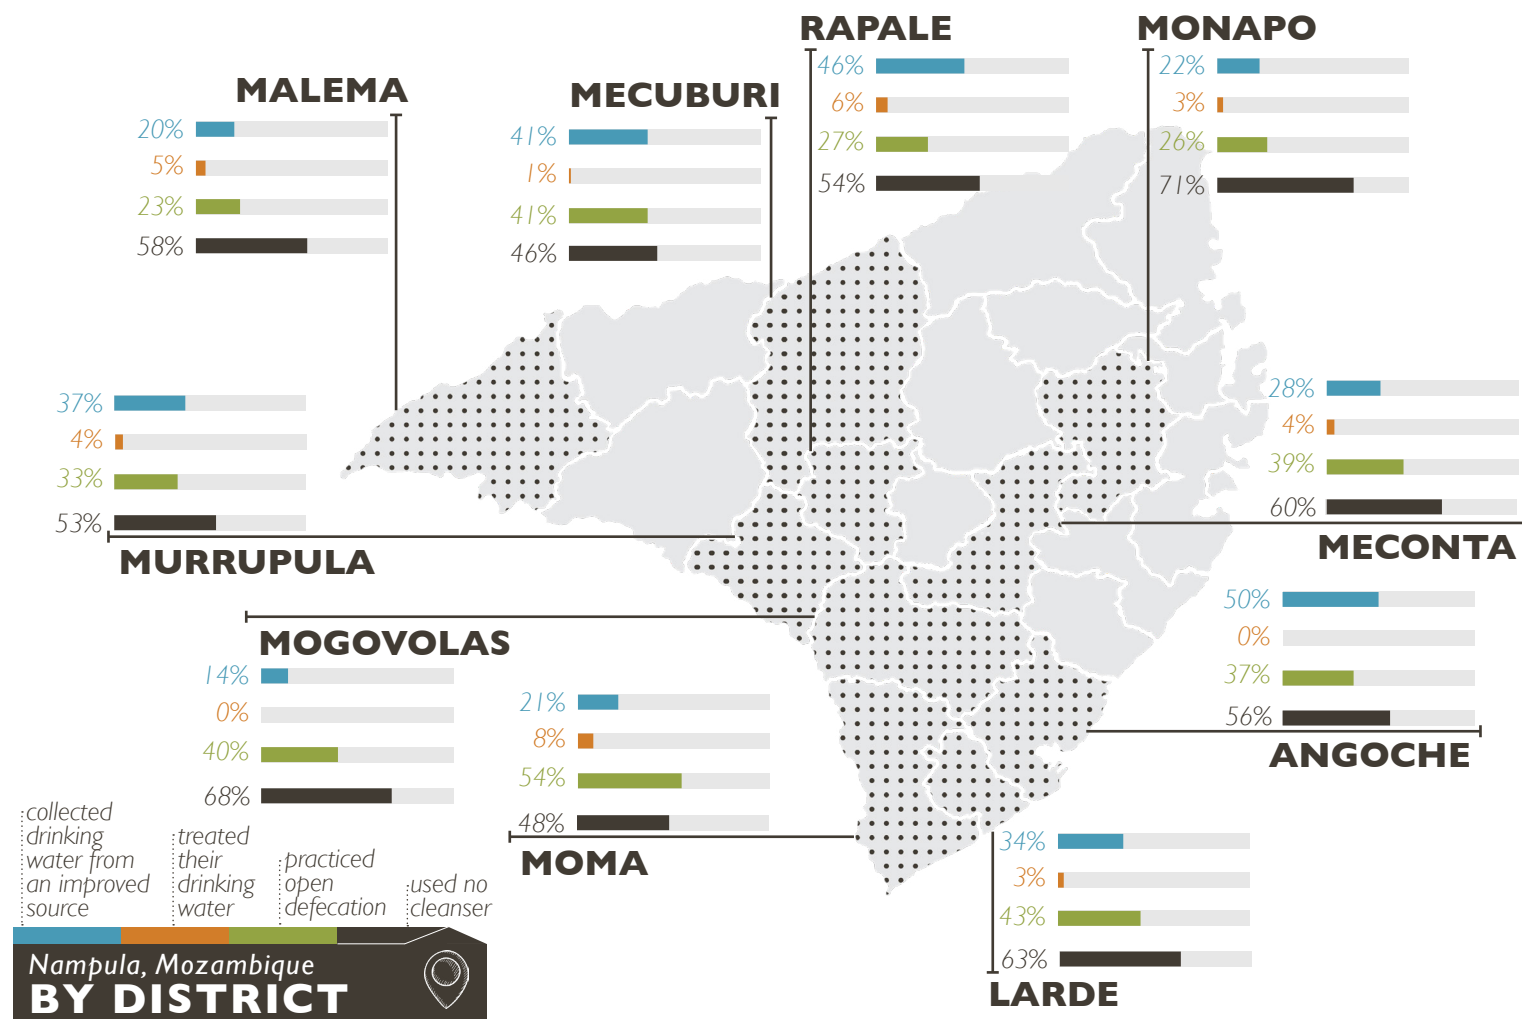 RAPALE
46%
6%
27%
54%
MONAPO
22%
3%
26%
71%
MALEMA
20%
5%
23%
58%
MECUBURI
41%
1%
41%
46%
37%
4%
33%
53%
MURRUPULA
28%
4%
39%
60%
MECONTA
MOGOVOLAS
14%
0%
40%
68%
50%
0%
37%
56%
ANGOCHE
21%
8%
54%
48%
MOMA
34%
3%
43%
63%
LARDE
collected
drinking
water from
an improved
source
treated
their
drinking
water
practiced
open
defecation
used no
cleanser
Nampula, Mozambique
BY DISTRICT